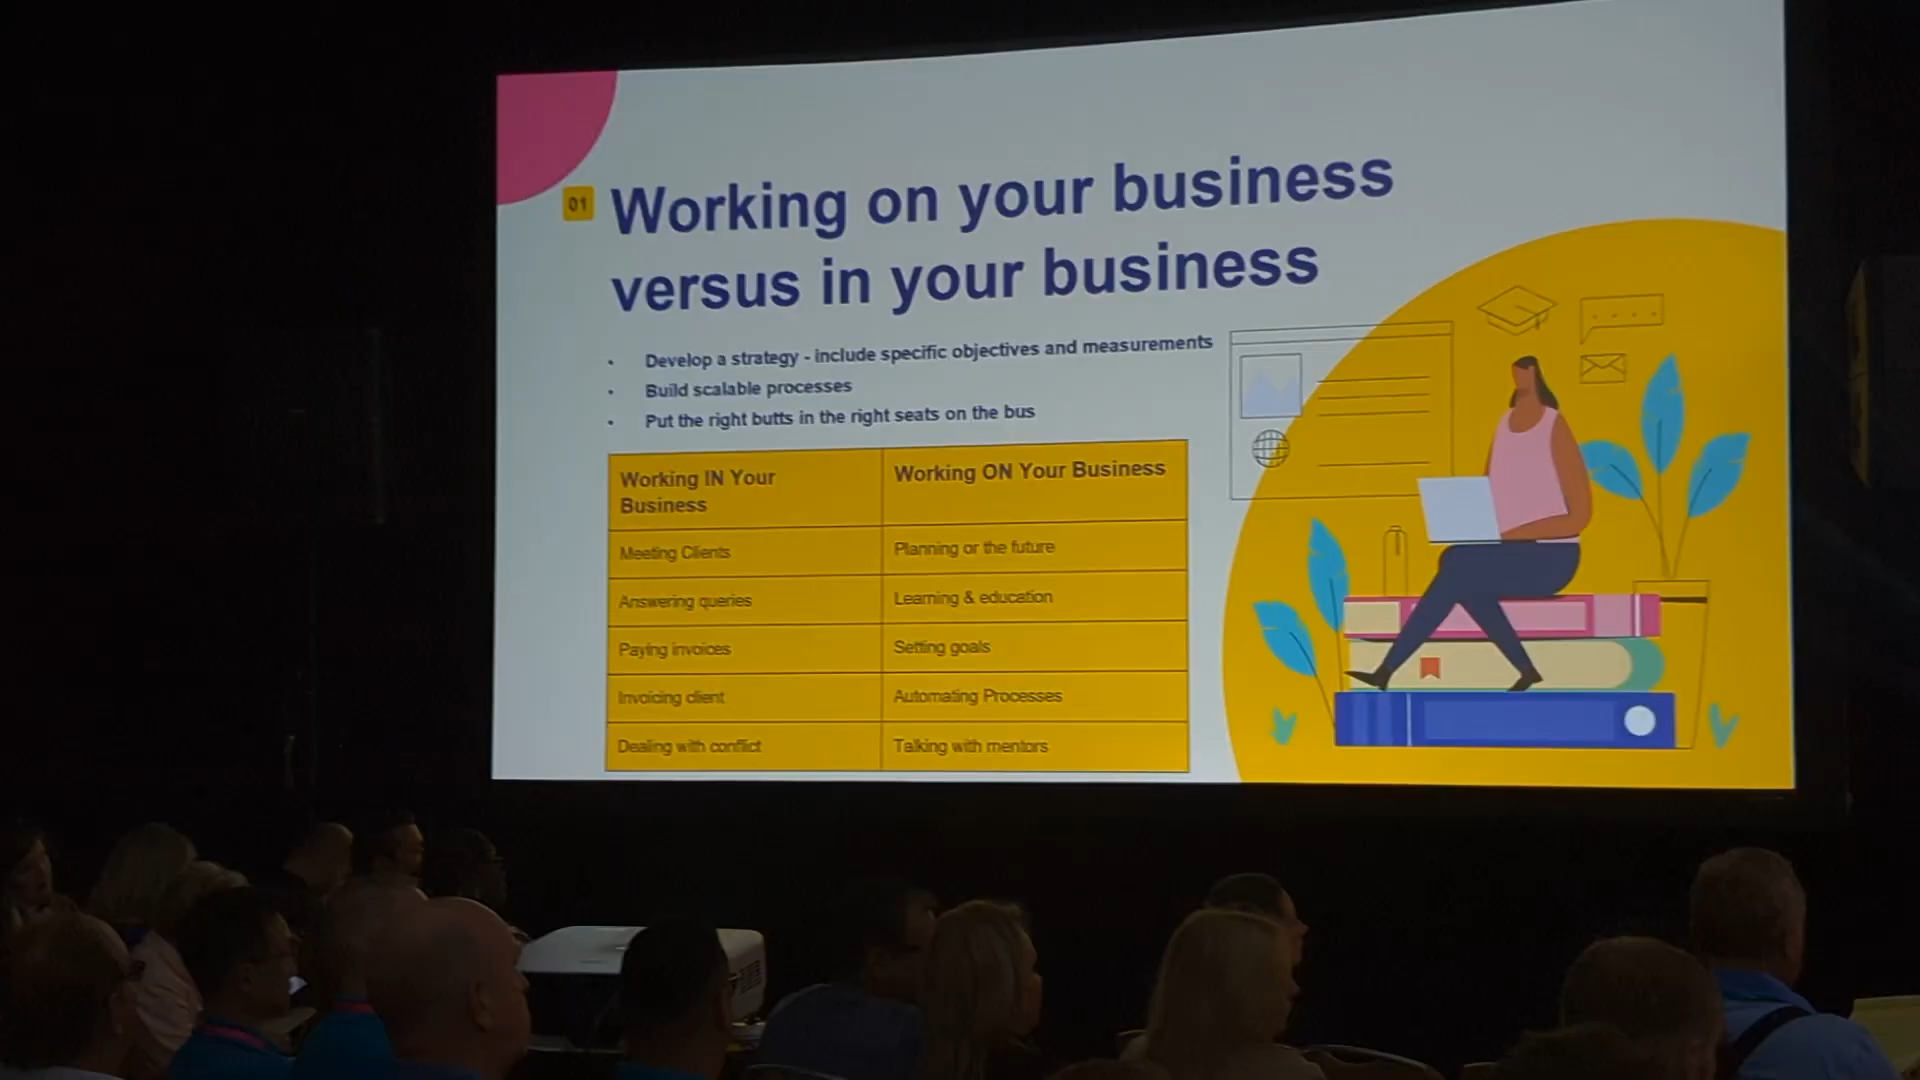 01
Working on your business
versus in your business
• Develop a strategy - include specific objectives and measurements
• Build scalable processes
• Put the right butts in the right seats on the bus
Working IN Your
Business
Working ON Your Business
Meeting Clients
Planning or the future
Answering queries
Learning & education
Paying invoices
Setting goals
Invoicing client
Automating Processes
Dealing with conflict
Talking with mentors